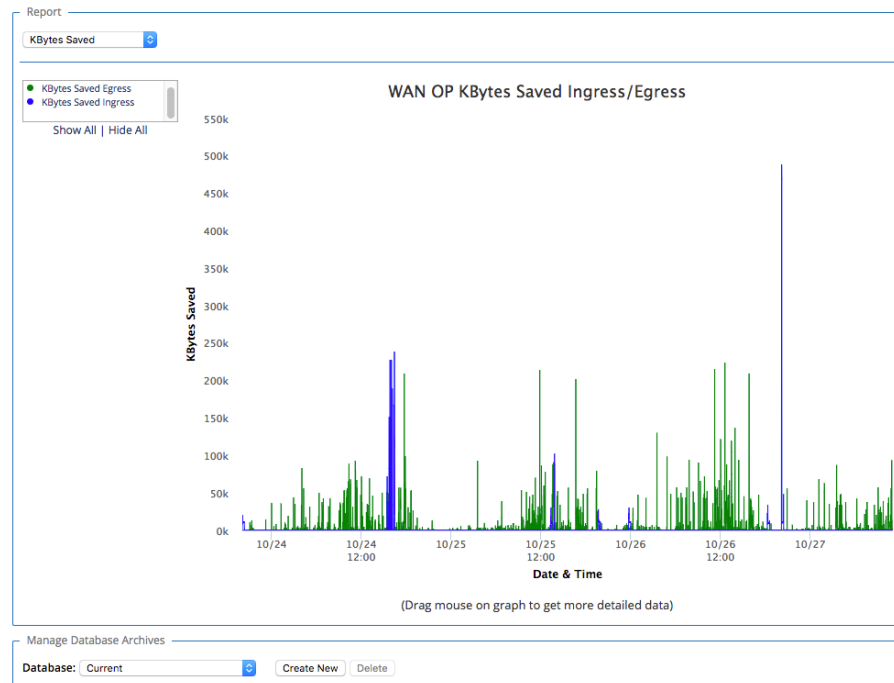 Report
KBytes Saved
KBytes Saved Egress
KBytes Saved Ingress
Show All | Hide All
WAN OP KBytes Saved Ingress/Egress
550k
500k
450k
400k
350k
300k
250k
200k
150k
100k
50k
0k
KBytes Saved
10/24
10/24
12:00
10/25
10/25
12:00
10/26
10/26
12:00
10/27
Date & Time
(Drag mouse on graph to get more detailed data)
Manage Database Archives
Database: Current Create New Delete